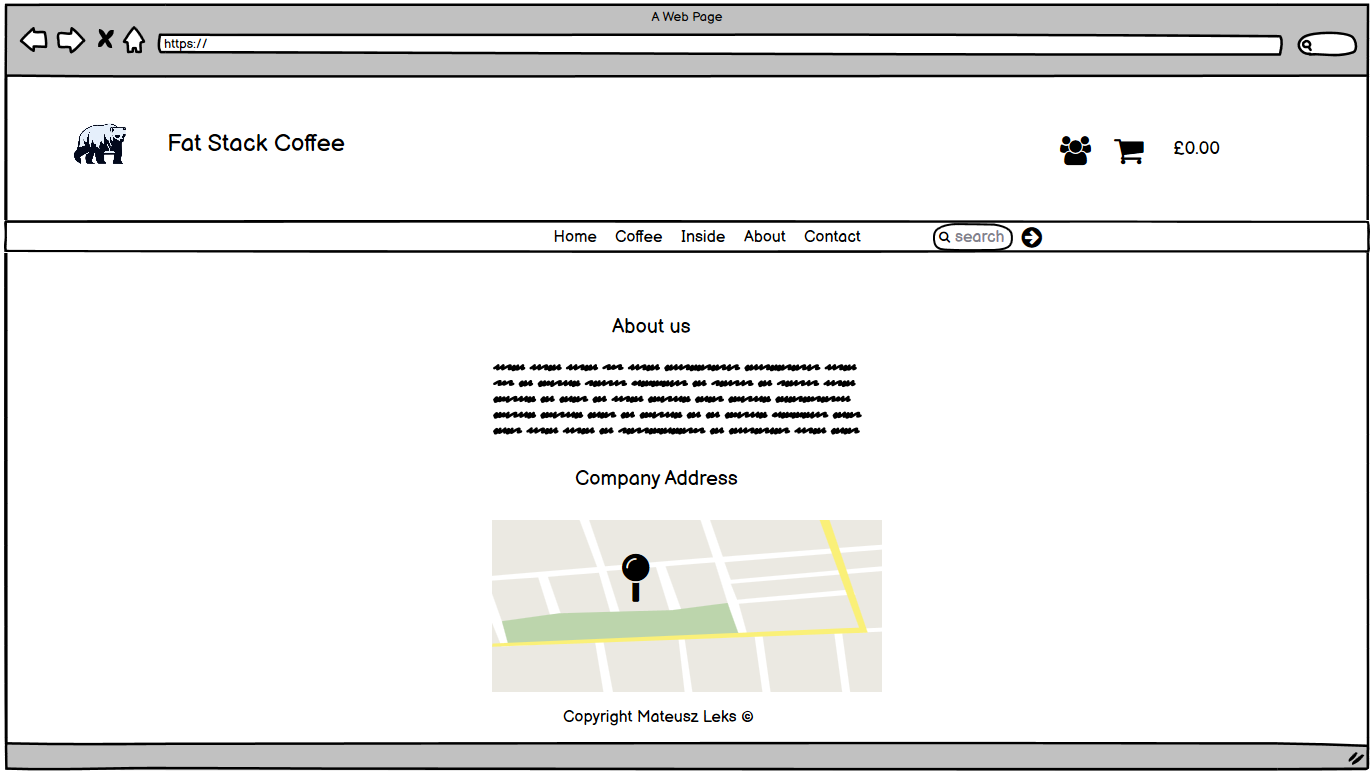 A Web Page
https://
Fat Stack Coffee
£0.00
Home Coffee Inside About Contact search
About us
Company Address
Copyright Mateusz Leks ©